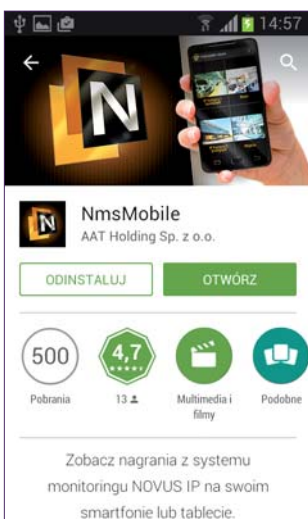 14:57
N
NmsMobile
AAT Holding Sp. z o.o.
ODINSTALUJ
OTWÓRZ
500
4,7
Pobrania
13
Multimedia i
filmy
Podobne
Zobacz nagrania z systemu
monitoringu NOVUS IP na swoim
smartfonie lub tablecie.